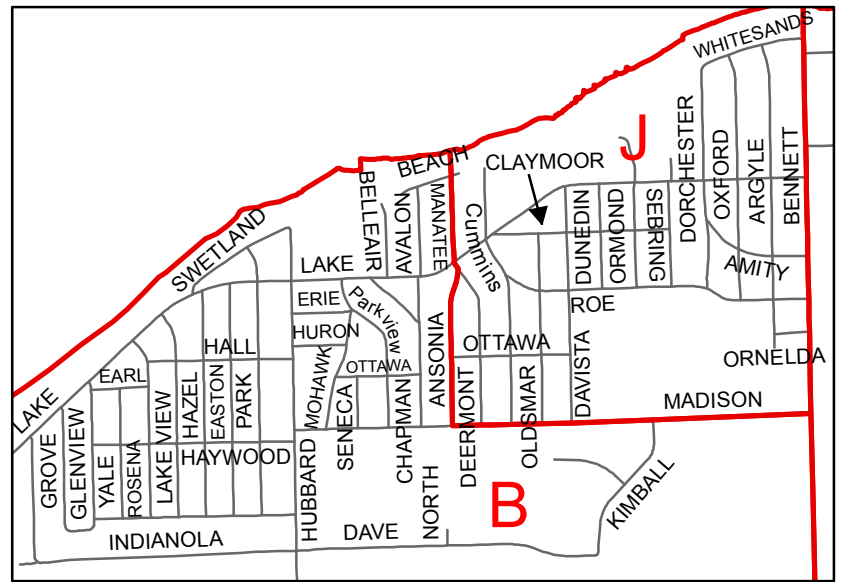 WHITESANDS
J
BEACH
CLAYMOOR
BELLEAIR
AVALON
MANATEE
Cummins
DUNEDIN
ORMOND
SEBRING
DORCHESTER
OXFORD
ARGYLE
BENNETT
SWETLAND
LAKE
AMITY
ERIE
Parkview
ROE
HURON
HALL
OTTAWA
OTTAWA
ORNELDA
EARL
MOHAWK
SENECA
CHAPMAN
ANSONIA
DEERMONT
OLDSMAR
DAVISTA
MADISON
LAKE
GROVE
GLENVIEW
YALE
ROSENA
LAKE VIEW
HAZEL
EASTON
PARK
HAYWOOD
HUBBARD
NORTH
B
KIMBALL
INDIANOLA
DAVE